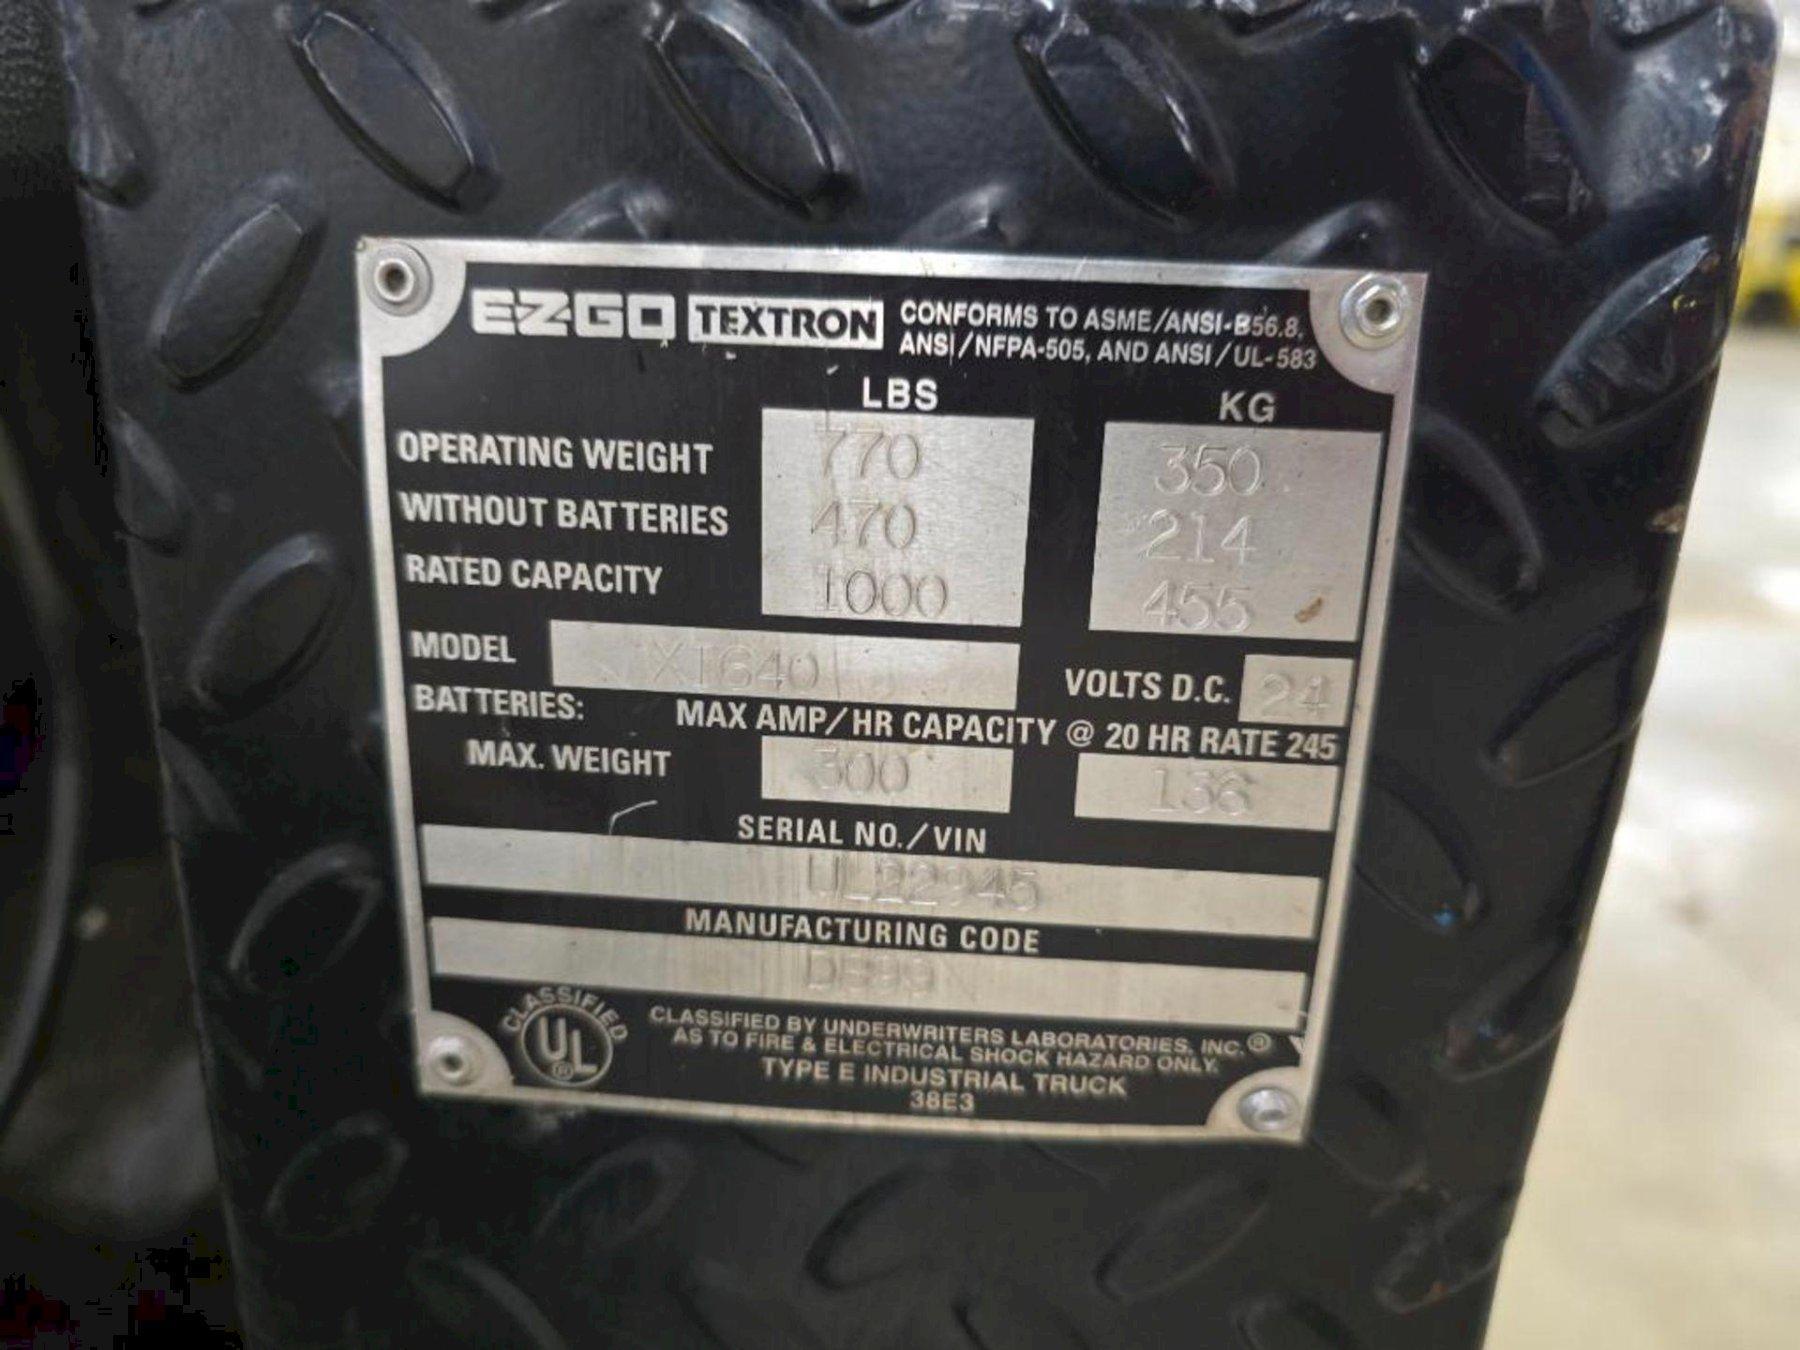 EZ-GO TEXTRON CONFORMS TO ASME/ANSI-B56.8,
ANSI/NFPA-505, AND ANSI/UL-583
LBS KG
OPERATING WEIGHT 770 350
WITHOUT BATTERIES 470 214
RATED CAPACITY 1000 455
MODEL XI640 VOLTS D.C. 24
BATTERIES: MAX AMP/HR CAPACITY @ 20 HR RATE 245
MAX. WEIGHT 300 136
SERIAL NO./VIN
UL22945
MANUFACTURING CODE
CLASSIFIED UL ®
CLASSIFIED BY UNDERWRITERS LABORATORIES, INC.®
AS TO FIRE & ELECTRICAL SHOCK HAZARD ONLY.
TYPE E INDUSTRIAL TRUCK
38E3